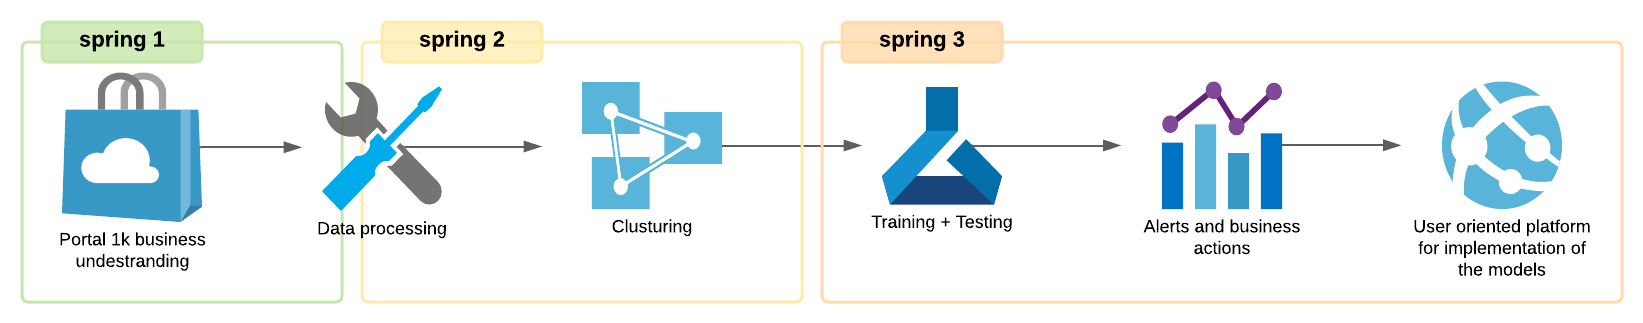 spring 1
spring 2
spring 3
Portal 1k business
undestranding
Data processing
Clusturing
Training + Testing
Alerts and business
actions
User oriented platform
for implementation of
the models